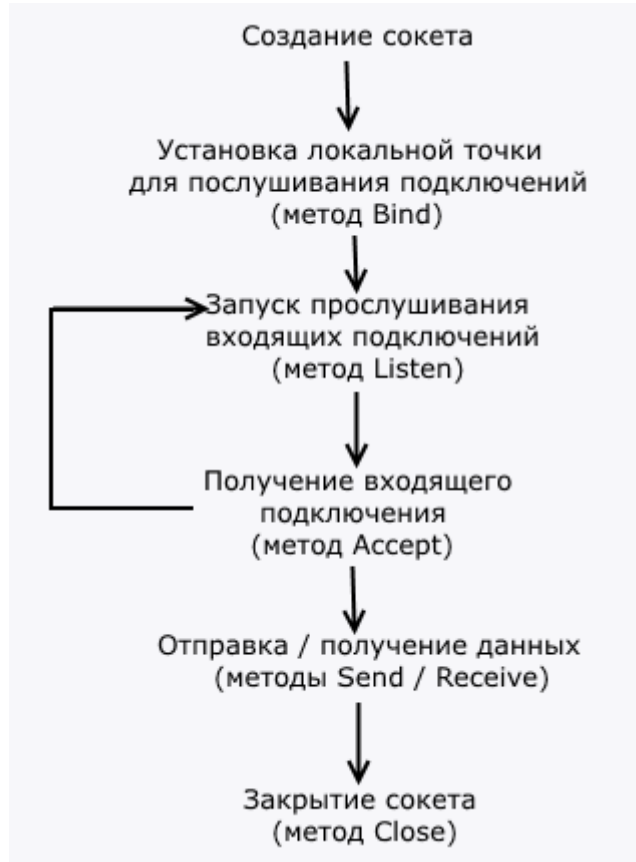 Создание сокета
Установка локальной точки
для послушивания подключений
(метод Bind)
Запуск прослушивания
входящих подключений
(метод Listen)
Получение входящего
подключения
(метод Accept)
Отправка / получение данных
(методы Send / Receive)
Закрытие сокета
(метод Close)